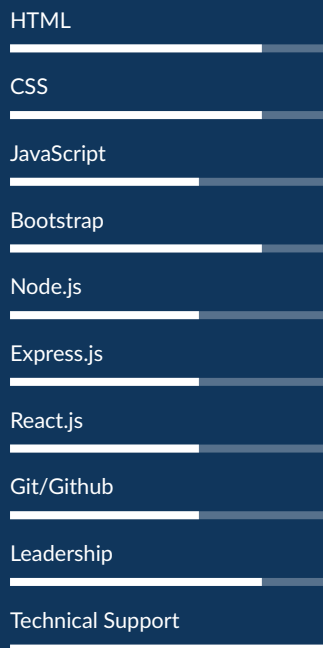 HTML
CSS
JavaScript
Bootstrap
Node.js
Express.js
React.js
Git/Github
Leadership
Technical Support